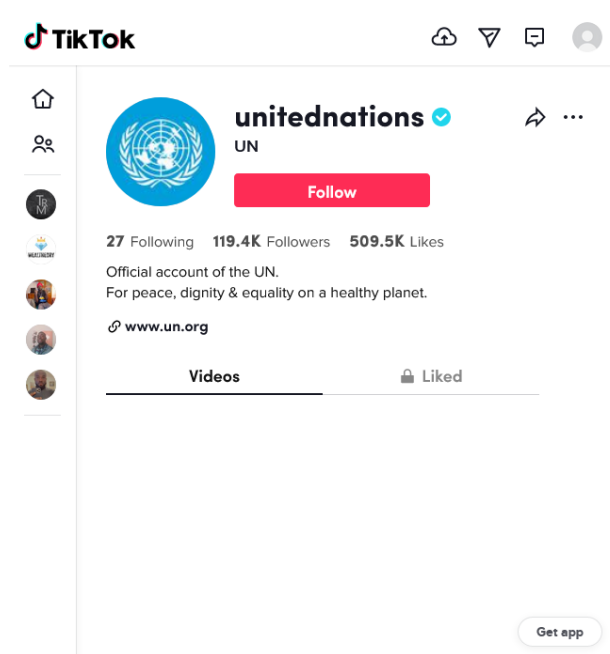 TikTok
unitednations
UN
Follow
27 Following 119.4K Followers 509.5K Likes
Official account of the UN.
For peace, dignity & equality on a healthy planet.
www.un.org
Videos Liked
Get app